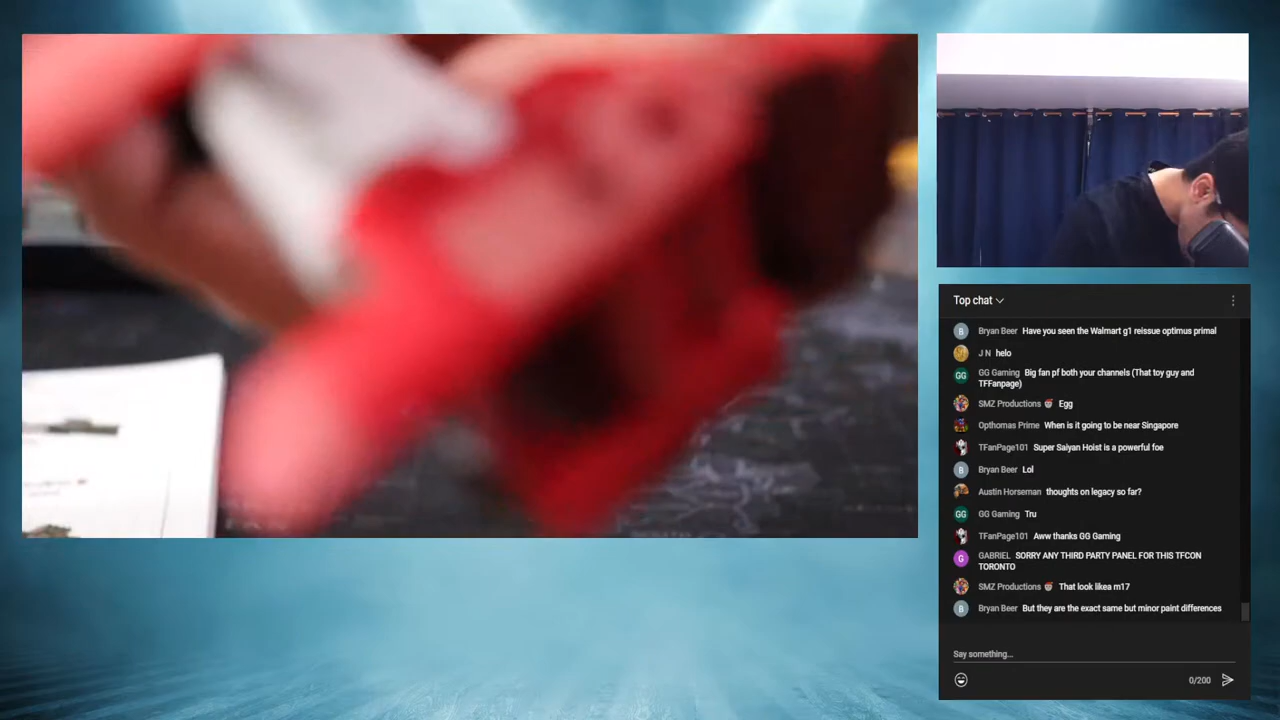 Top chat
Bryan Beer Have you seen the Walmart g1 reissue optimus primal
J N helo
GG GG Gaming Big fan pf both your channels (That toy guy and
TFFanpage)
SMZ Productions Egg
Opthomas Prime When is it going to be near Singapore
TFanPage101 Super Saiyan Hoist is a powerful foe
Bryan Beer Lol
Austin Horseman thoughts on legacy so far?
GG GG Gaming Tru
TFanPage101 Aww thanks GG Gaming
G GABRIEL SORRY ANY THIRD PARTY PANEL FOR THIS TFCON
TORONTO
SMZ Productions That look likea m17
B Bryan Beer But they are the exact same but minor paint differences
Say something...
0/200